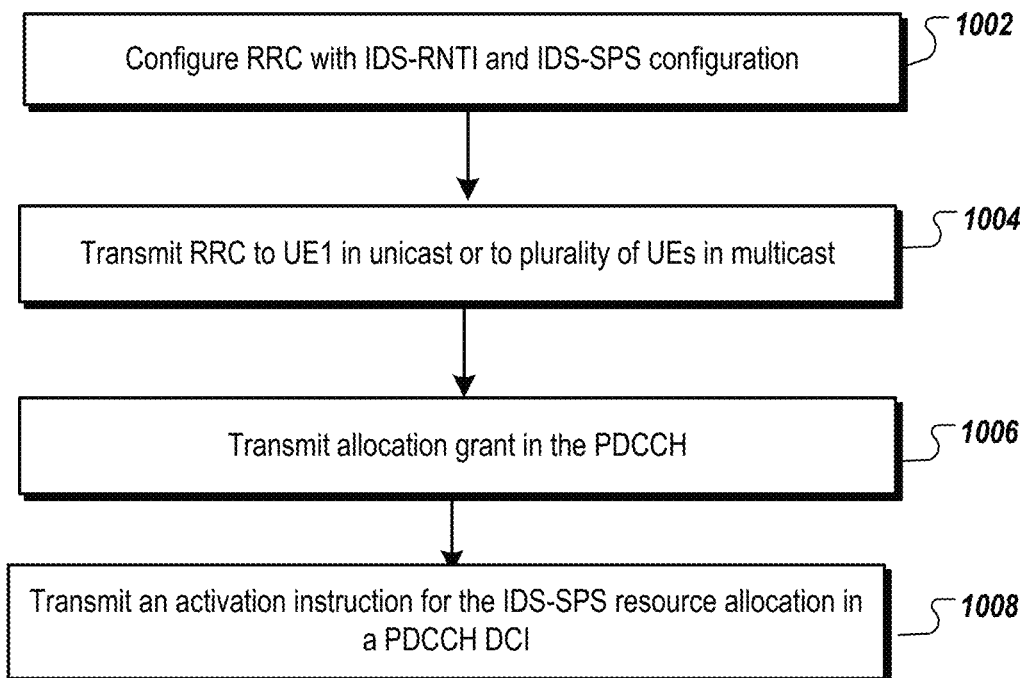 1002
Configure RRC with IDS-RNTI and IDS-SPS configuration
1004
Transmit RRC to UE1 in unicast or to plurality of UEs in multicast
1006
Transmit allocation grant in the PDCCH
Transmit an activation instruction for the IDS-SPS resource allocation in
a PDCCH DCI
1008